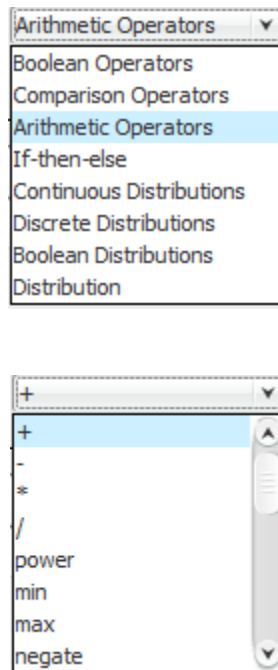 Arithmetic Operators
Boolean Operators
Comparison Operators
Arithmetic Operators
If-then-else
Continuous Distributions
Discrete Distributions
Boolean Distributions
Distribution
+
+
-
*
/
power
min
max
negate